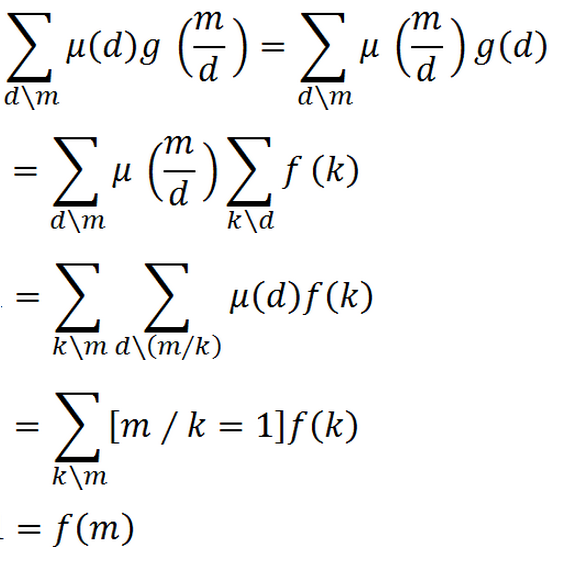 ∑_{d\m} μ(d)g (m/d) = ∑_{d\m} μ (m/d) g(d)
= ∑_{d\m} μ (m/d) ∑_{k\d} f (k)
= ∑_{k\m} ∑_{d\(m/k)} μ(d)f(k)
= ∑_{k\m} [m / k = 1]f(k)
= f(m)